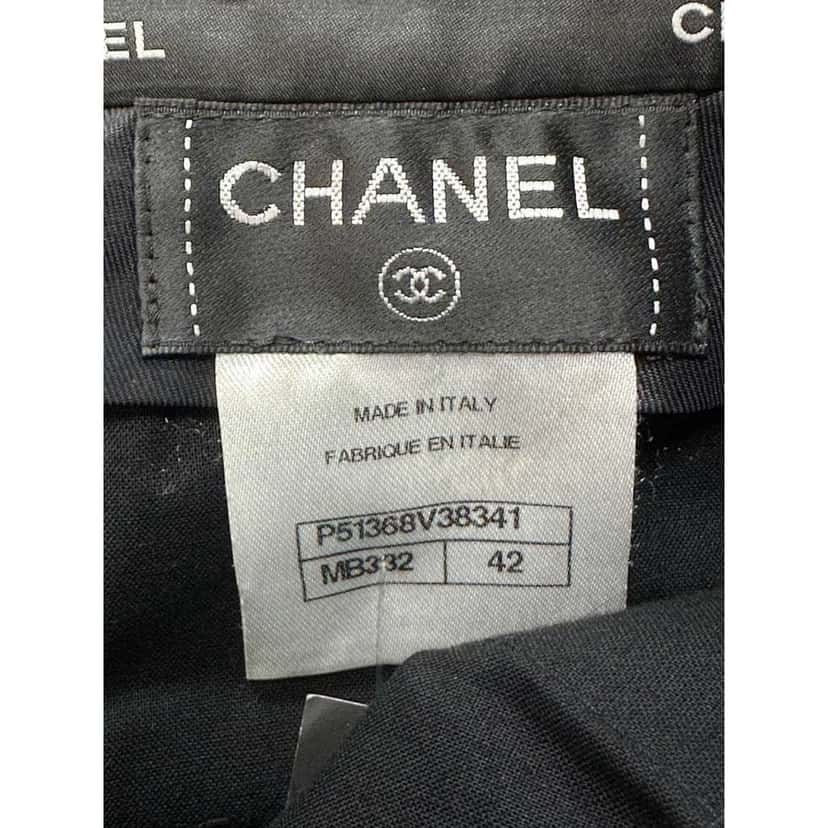 EL
C
CHANEL
MADE IN ITALY
FABRIQUE EN ITALIE
P51368V38341
MB332 42